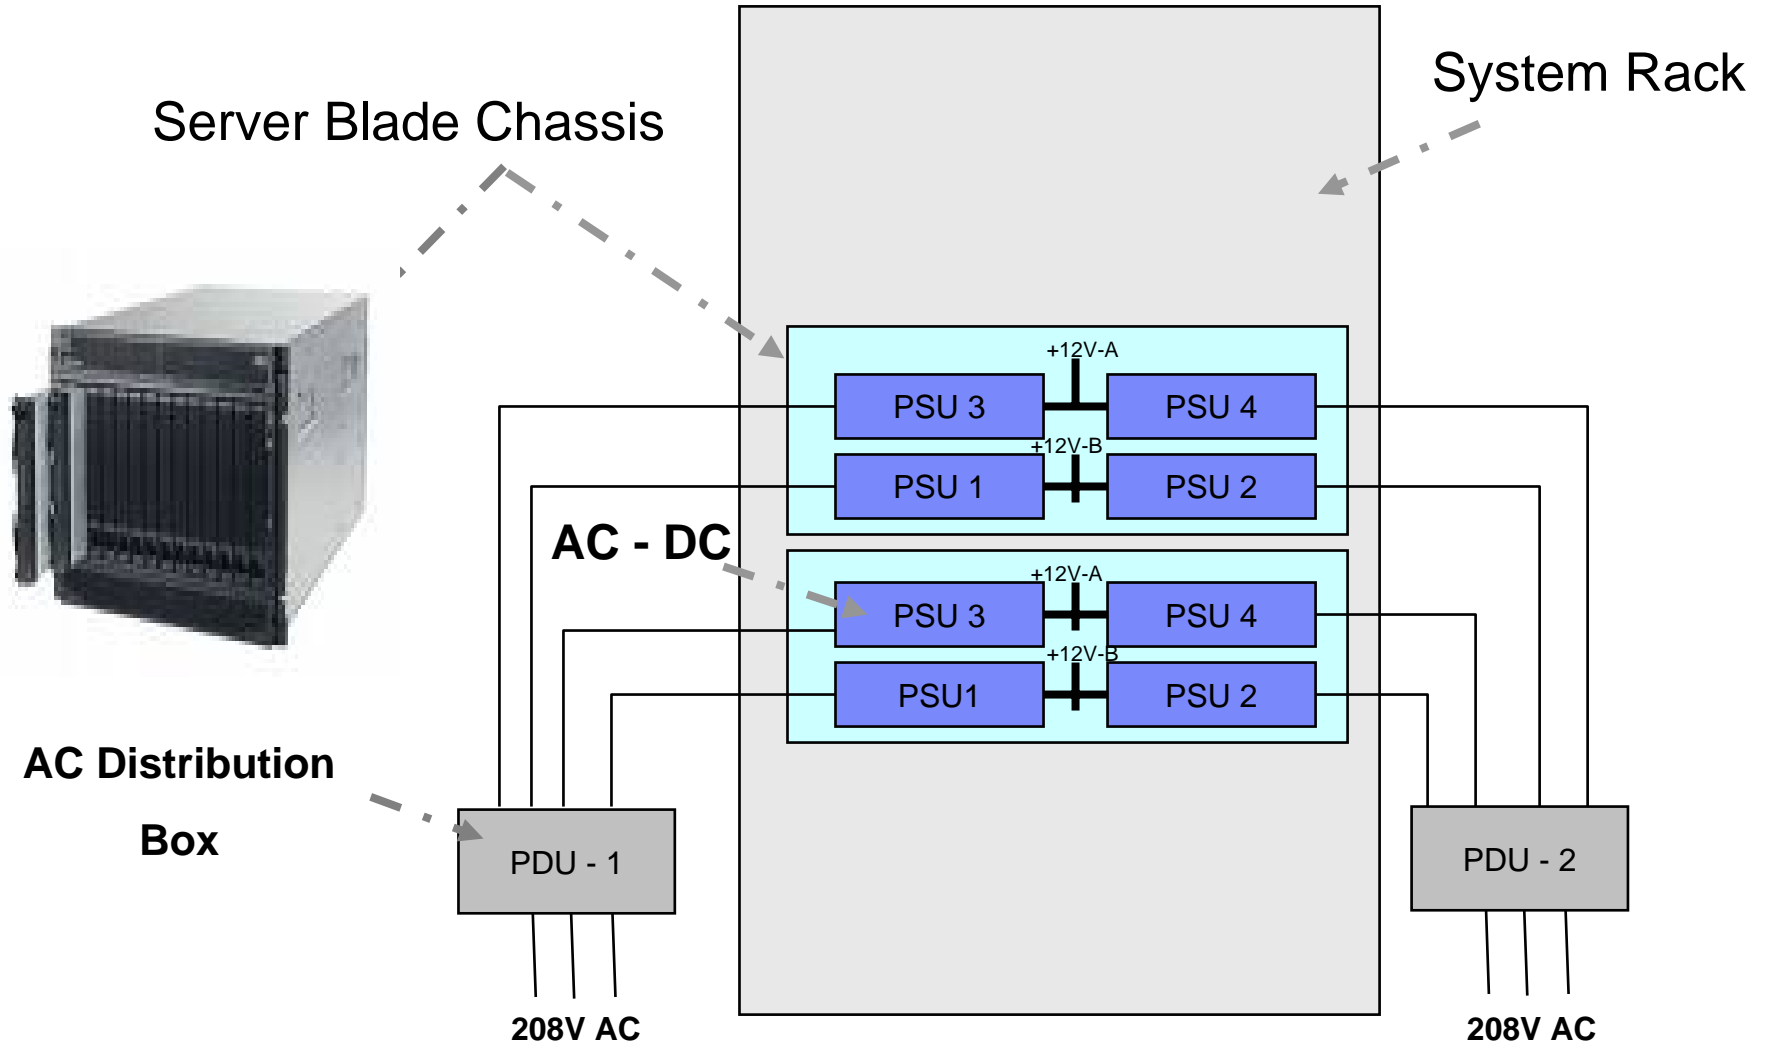 System Rack
Server Blade Chassis
+12V-A
PSU 3
PSU 4
+12V-B
PSU 1
PSU 2
AC - DC
+12V-A
PSU 3
PSU 4
+12V-B
PSU1
PSU 2
AC Distribution
Box
PDU - 1
PDU - 2
208V AC
208V AC